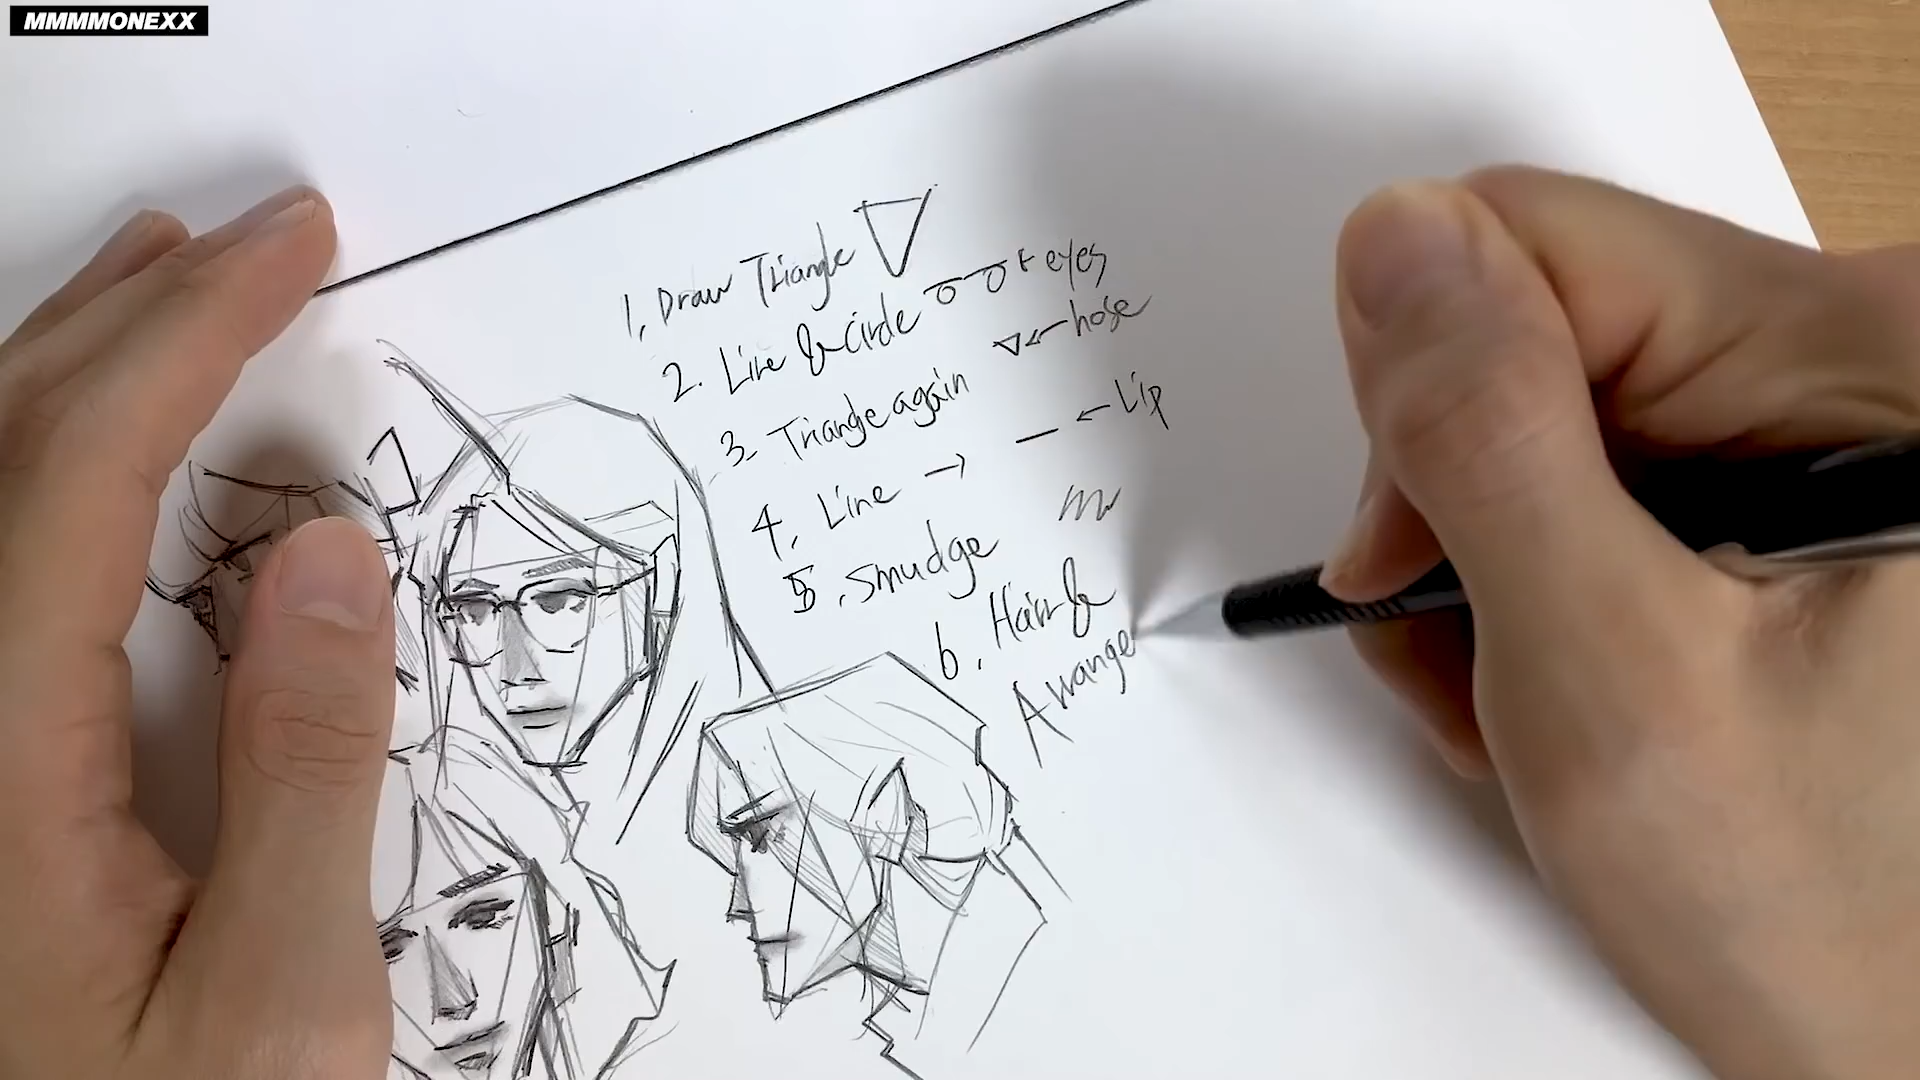 MMMMONEXX
1. Draw Triangle
2. Line & Circle ← eyes
3. Triangle again ← nose
4. Line → ← Lip
5. Smudge
6. Hair &
Arrange